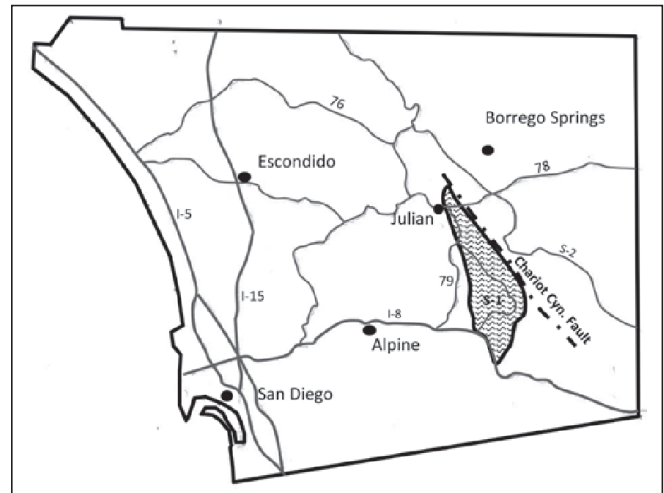 76
Borrego Springs
Escondido
78
I-5
Julian
S-2
Chariot Cyn. Fault
79
S-1
I-15
I-8
Alpine
San Diego